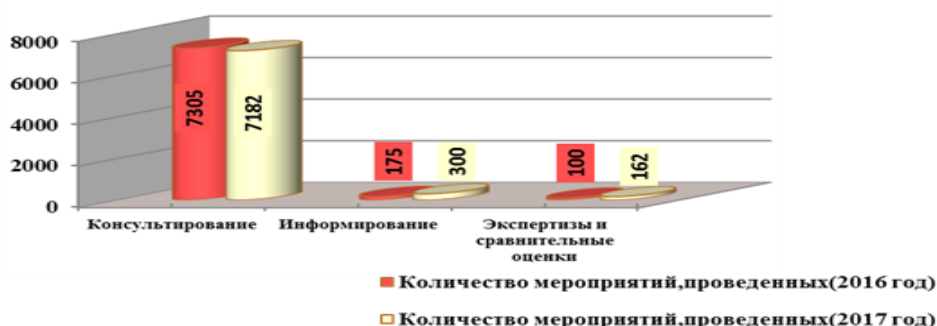 8000
6000
4000
2000
0
7305
7182
175
300
100
162
Консультирование
Информирование
Экспертизы и
сравнительные
оценки
Количество мероприятий,проведенных(2016 год)
Количество мероприятий,проведенных(2017 год)